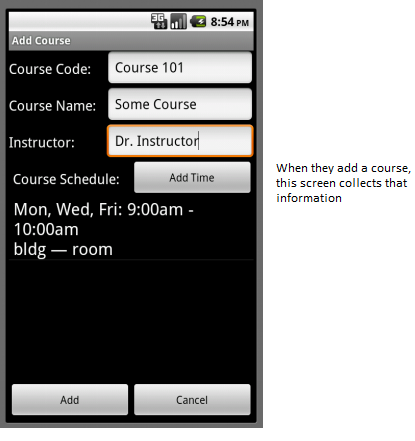 3G 8:54 PM
Add Course
Course Code: Course 101
Course Name: Some Course
Instructor: Dr. Instructor
Course Schedule: Add Time
Mon, Wed, Fri: 9:00am -
10:00am
bldg — room
When they add a course,
this screen collects that
information
Add Cancel